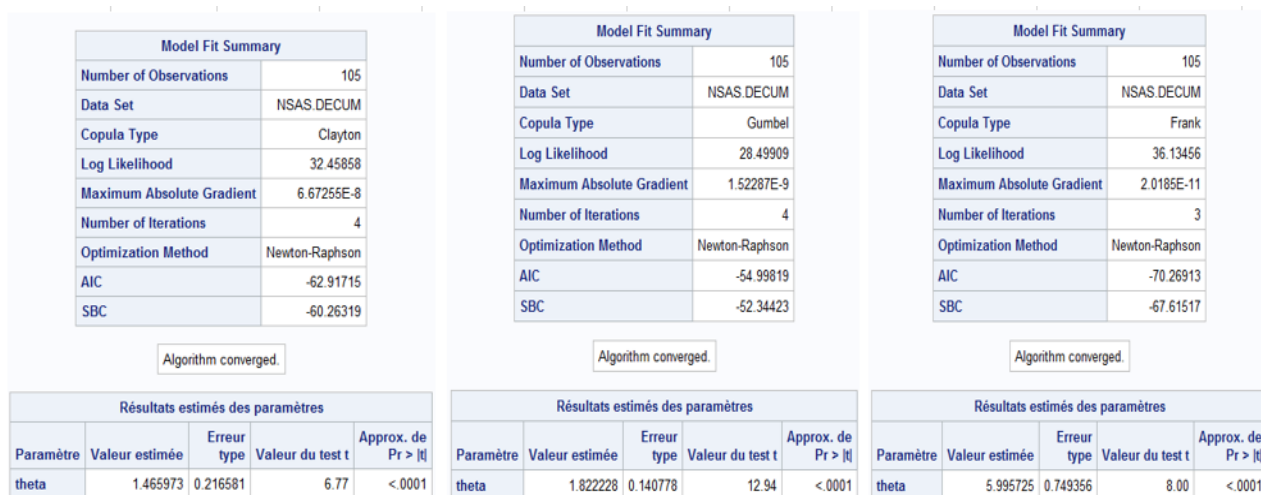 Model Fit Summary
Number of Observations 105
Data Set NSAS.DECUM
Copula Type Clayton
Log Likelihood 32.45858
Maximum Absolute Gradient 6.67255E-8
Number of Iterations 4
Optimization Method Newton-Raphson
AIC -62.91715
SBC -60.26319
Algorithm converged.
Résultats estimés des paramètres
Paramètre Valeur estimée Erreur type Valeur du test t Approx. de Pr > |t|
theta 1.465973 0.216581 6.77 <.0001
Model Fit Summary
Number of Observations 105
Data Set NSAS.DECUM
Copula Type Gumbel
Log Likelihood 28.49909
Maximum Absolute Gradient 1.52287E-9
Number of Iterations 4
Optimization Method Newton-Raphson
AIC -54.99819
SBC -52.34423
Algorithm converged.
Résultats estimés des paramètres
Paramètre Valeur estimée Erreur type Valeur du test t Approx. de Pr > |t|
theta 1.822228 0.140778 12.94 <.0001
Model Fit Summary
Number of Observations 105
Data Set NSAS.DECUM
Copula Type Frank
Log Likelihood 36.13456
Maximum Absolute Gradient 2.0185E-11
Number of Iterations 3
Optimization Method Newton-Raphson
AIC -70.26913
SBC -67.61517
Algorithm converged.
Résultats estimés des paramètres
Paramètre Valeur estimée Erreur type Valeur du test t Approx. de Pr > |t|
theta 5.995725 0.749356 8.00 <.0001